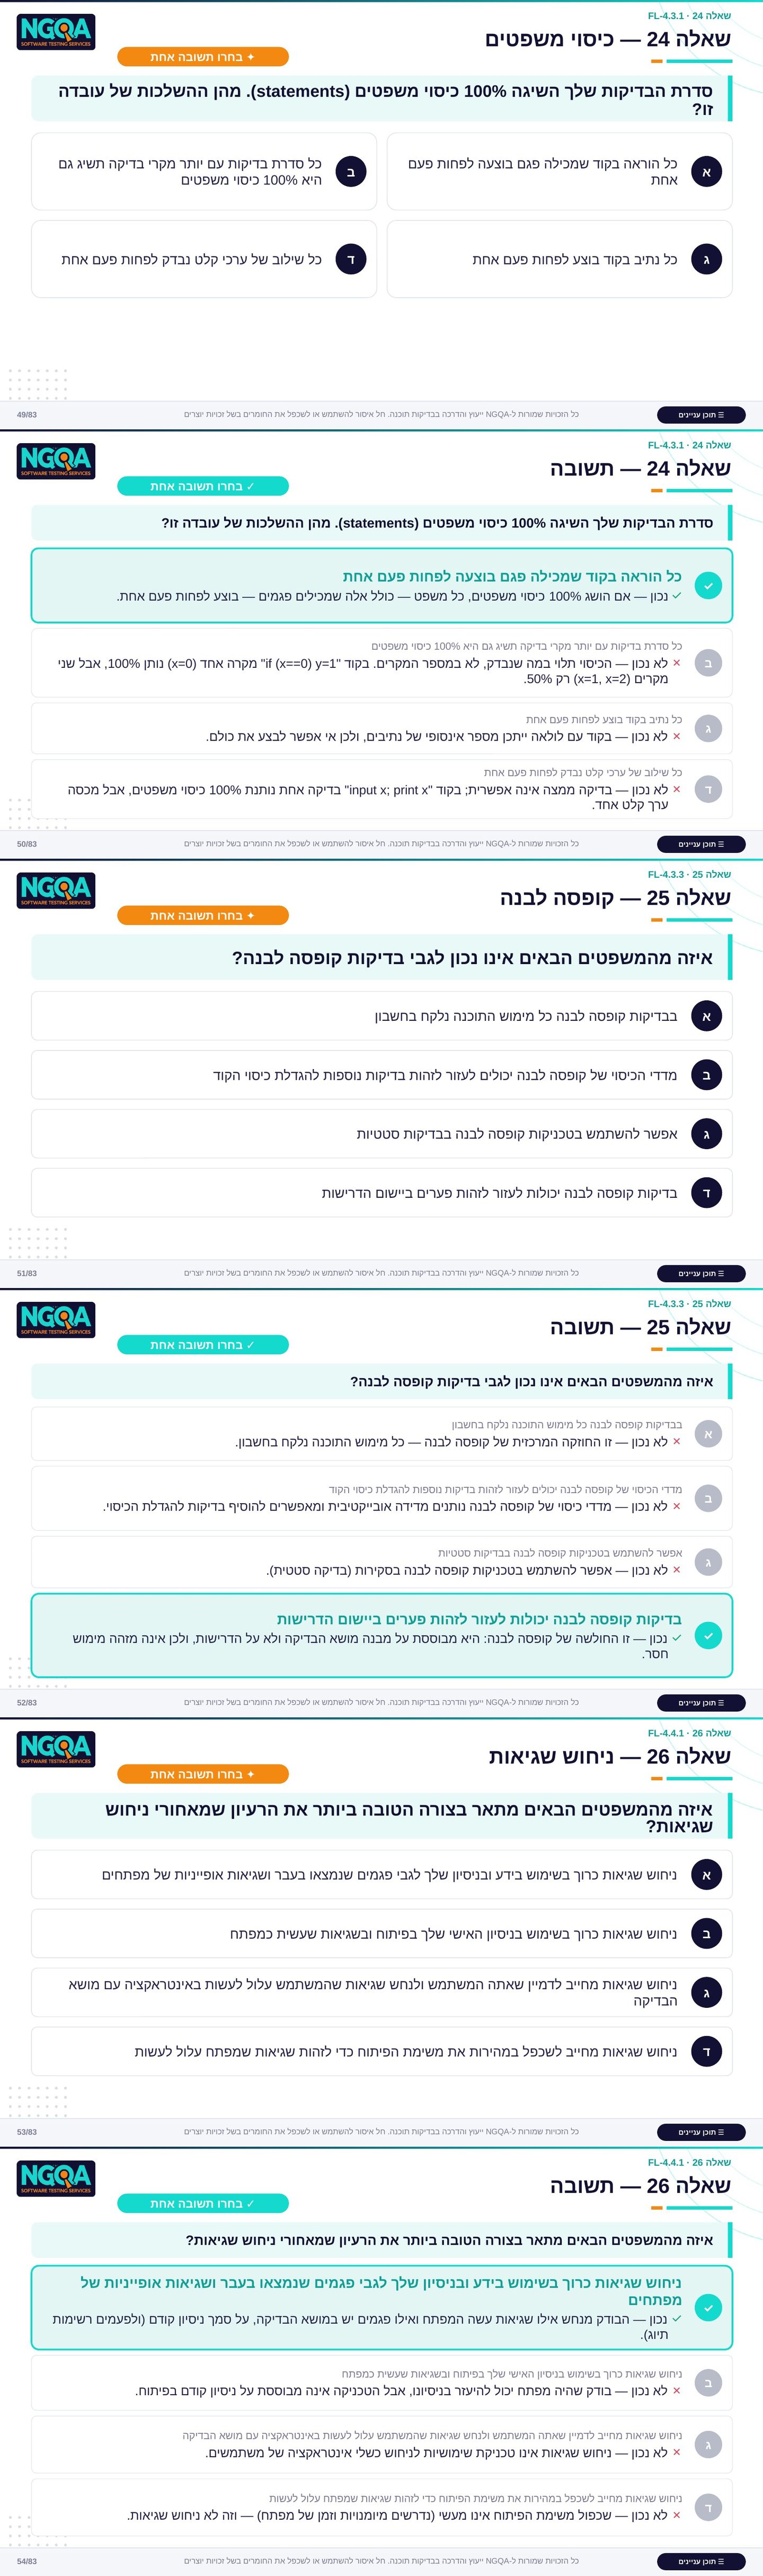 שאלה 24 · FL-4.3.1
NGQA
SOFTWARE TESTING SERVICES
שאלה 24 — כיסוי משפטים
✦ בחרו תשובה אחת
סדרת הבדיקות שלך השיגה 100% כיסוי משפטים (statements). מהן ההשלכות של עובדה
זו?
א
כל הוראה בקוד שמכילה פגם בוצעה לפחות פעם
אחת
ב
כל סדרת בדיקות עם יותר מקרי בדיקה תשיג גם
היא 100% כיסוי משפטים
ג
כל נתיב בקוד בוצע לפחות פעם אחת
ד
כל שילוב של ערכי קלט נבדק לפחות פעם אחת
☰ תוכן עניינים
כל הזכויות שמורות ל-NGQA ייעוץ והדרכה בבדיקות תוכנה. חל איסור להשתמש או לשכפל את החומרים בשל זכויות יוצרים
49/83
שאלה 24 · FL-4.3.1
NGQA
SOFTWARE TESTING SERVICES
שאלה 24 — תשובה
✓ בחרו תשובה אחת
סדרת הבדיקות שלך השיגה 100% כיסוי משפטים (statements). מהן ההשלכות של עובדה זו?
✓
כל הוראה בקוד שמכילה פגם בוצעה לפחות פעם אחת
✓ נכון — אם הושג 100% כיסוי משפטים, כל משפט — כולל אלה שמכילים פגמים — בוצע לפחות פעם אחת.
ב
כל סדרת בדיקות עם יותר מקרי בדיקה תשיג גם היא 100% כיסוי משפטים
✕ לא נכון — הכיסוי תלוי במה שנבדק, לא במספר המקרים. בקוד "if (x==0) y=1" מקרה אחד (x=0) נותן 100%, אבל שני
מקרים (x=1, x=2) רק 50%.
ג
כל נתיב בקוד בוצע לפחות פעם אחת
✕ לא נכון — בקוד עם לולאה ייתכן מספר אינסופי של נתיבים, ולכן אי אפשר לבצע את כולם.
ד
כל שילוב של ערכי קלט נבדק לפחות פעם אחת
✕ לא נכון — בדיקה ממצה אינה אפשרית; בקוד "input x; print x" בדיקה אחת נותנת 100% כיסוי משפטים, אבל מכסה
ערך קלט אחד.
☰ תוכן עניינים
כל הזכויות שמורות ל-NGQA ייעוץ והדרכה בבדיקות תוכנה. חל איסור להשתמש או לשכפל את החומרים בשל זכויות יוצרים
50/83
שאלה 25 · FL-4.3.3
NGQA
SOFTWARE TESTING SERVICES
שאלה 25 — קופסה לבנה
✦ בחרו תשובה אחת
איזה מהמשפטים הבאים אינו נכון לגבי בדיקות קופסה לבנה?
א
בבדיקות קופסה לבנה כל מימוש התוכנה נלקח בחשבון
ב
מדדי הכיסוי של קופסה לבנה יכולים לעזור לזהות בדיקות נוספות להגדלת כיסוי הקוד
ג
אפשר להשתמש בטכניקות קופסה לבנה בבדיקות סטטיות
ד
בדיקות קופסה לבנה יכולות לעזור לזהות פערים ביישום הדרישות
☰ תוכן עניינים
כל הזכויות שמורות ל-NGQA ייעוץ והדרכה בבדיקות תוכנה. חל איסור להשתמש או לשכפל את החומרים בשל זכויות יוצרים
51/83
שאלה 25 · FL-4.3.3
NGQA
SOFTWARE TESTING SERVICES
שאלה 25 — תשובה
✓ בחרו תשובה אחת
איזה מהמשפטים הבאים אינו נכון לגבי בדיקות קופסה לבנה?
א
בבדיקות קופסה לבנה כל מימוש התוכנה נלקח בחשבון
✕ לא נכון — זו החוזקה המרכזית של קופסה לבנה — כל מימוש התוכנה נלקח בחשבון.
ב
מדדי הכיסוי של קופסה לבנה יכולים לעזור לזהות בדיקות נוספות להגדלת כיסוי הקוד
✕ לא נכון — מדדי כיסוי של קופסה לבנה נותנים מדידה אובייקטיבית ומאפשרים להוסיף בדיקות להגדלת הכיסוי.
ג
אפשר להשתמש בטכניקות קופסה לבנה בבדיקות סטטיות
✕ לא נכון — אפשר להשתמש בטכניקות קופסה לבנה בסקירות (בדיקה סטטית).
✓
בדיקות קופסה לבנה יכולות לעזור לזהות פערים ביישום הדרישות
✓ נכון — זו החולשה של קופסה לבנה: היא מבוססת על מבנה מושא הבדיקה ולא על הדרישות, ולכן אינה מזהה מימוש
חסר.
☰ תוכן עניינים
כל הזכויות שמורות ל-NGQA ייעוץ והדרכה בבדיקות תוכנה. חל איסור להשתמש או לשכפל את החומרים בשל זכויות יוצרים
52/83
שאלה 26 · FL-4.4.1
NGQA
SOFTWARE TESTING SERVICES
שאלה 26 — ניחוש שגיאות
✦ בחרו תשובה אחת
איזה מהמשפטים הבאים מתאר בצורה הטובה ביותר את הרעיון שמאחורי ניחוש
שגיאות?
א
ניחוש שגיאות כרוך בשימוש בידע ובניסיון שלך לגבי פגמים שנמצאו בעבר ושגיאות אופייניות של מפתחים
ב
ניחוש שגיאות כרוך בשימוש בניסיון האישי שלך בפיתוח ובשגיאות שעשית כמפתח
ג
ניחוש שגיאות מחייב לדמיין שאתה המשתמש ולנחש שגיאות שהמשתמש עלול לעשות באינטראקציה עם מושא
הבדיקה
ד
ניחוש שגיאות מחייב לשכפל במהירות את משימת הפיתוח כדי לזהות שגיאות שמפתח עלול לעשות
☰ תוכן עניינים
כל הזכויות שמורות ל-NGQA ייעוץ והדרכה בבדיקות תוכנה. חל איסור להשתמש או לשכפל את החומרים בשל זכויות יוצרים
53/83
שאלה 26 · FL-4.4.1
NGQA
SOFTWARE TESTING SERVICES
שאלה 26 — תשובה
✓ בחרו תשובה אחת
איזה מהמשפטים הבאים מתאר בצורה הטובה ביותר את הרעיון שמאחורי ניחוש שגיאות?
✓
ניחוש שגיאות כרוך בשימוש בידע ובניסיון שלך לגבי פגמים שנמצאו בעבר ושגיאות אופייניות של
מפתחים
✓ נכון — הבודק מנחש אילו שגיאות עשה המפתח ואילו פגמים יש במושא הבדיקה, על סמך ניסיון קודם (ולפעמים רשימות
תיוג).
ב
ניחוש שגיאות כרוך בשימוש בניסיון האישי שלך בפיתוח ובשגיאות שעשית כמפתח
✕ לא נכון — בודק שהיה מפתח יכול להיעזר בניסיונו, אבל הטכניקה אינה מבוססת על ניסיון קודם בפיתוח.
ג
ניחוש שגיאות מחייב לדמיין שאתה המשתמש ולנחש שגיאות שהמשתמש עלול לעשות באינטראקציה עם מושא הבדיקה
✕ לא נכון — ניחוש שגיאות אינו טכניקת שימושיות לניחוש כשלי אינטראקציה של משתמשים.
ד
ניחוש שגיאות מחייב לשכפל במהירות את משימת הפיתוח כדי לזהות שגיאות שמפתח עלול לעשות
✕ לא נכון — שכפול משימת הפיתוח אינו מעשי (נדרשים מיומנויות וזמן של מפתח) — וזה לא ניחוש שגיאות.
☰ תוכן עניינים
כל הזכויות שמורות ל-NGQA ייעוץ והדרכה בבדיקות תוכנה. חל איסור להשתמש או לשכפל את החומרים בשל זכויות יוצרים
54/83